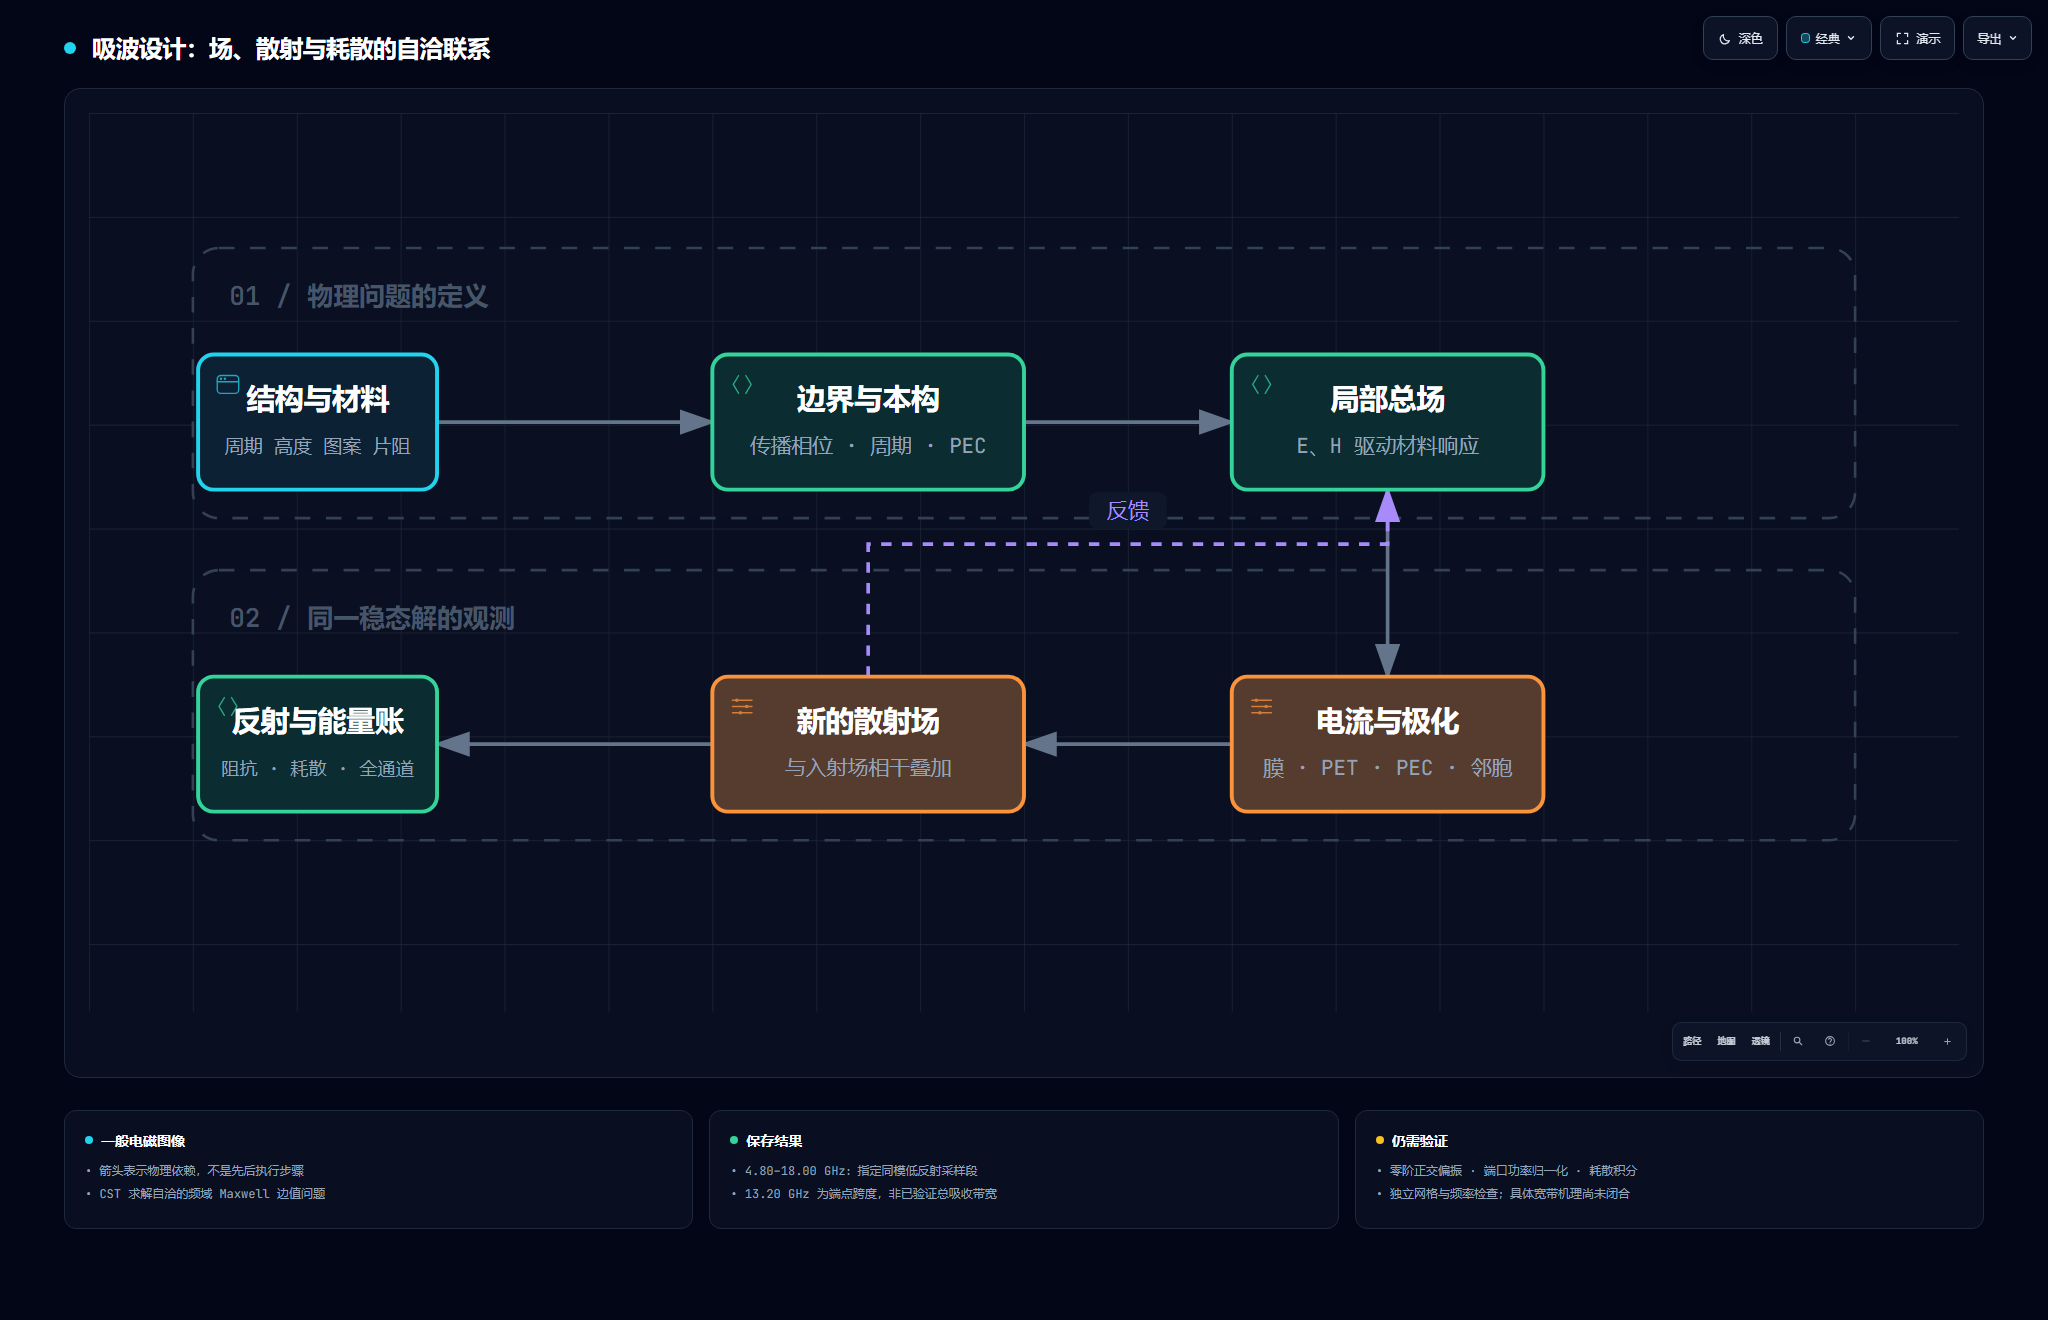 吸波设计：场、散射与耗散的自洽联系
深色
经典
演示
导出
01 / 物理问题的定义
结构与材料
周期 高度 图案 片阻
边界与本构
传播相位 · 周期 · PEC
局部总场
E、H 驱动材料响应
反馈
02 / 同一稳态解的观测
反射与能量账
阻抗 · 耗散 · 全通道
新的散射场
与入射场相干叠加
电流与极化
膜 · PET · PEC · 邻胞
路径 地图 透镜 100%
一般电磁图像
• 箭头表示物理依赖，不是先后执行步骤
• CST 求解自洽的频域 Maxwell 边值问题
保存结果
• 4.80–18.00 GHz: 指定同模低反射采样段
• 13.20 GHz 为端点跨度，非已验证总吸收带宽
仍需验证
• 零阶正交偏振 · 端口功率归一化 · 耗散积分
• 独立网格与频率检查；具体宽带机理尚未闭合